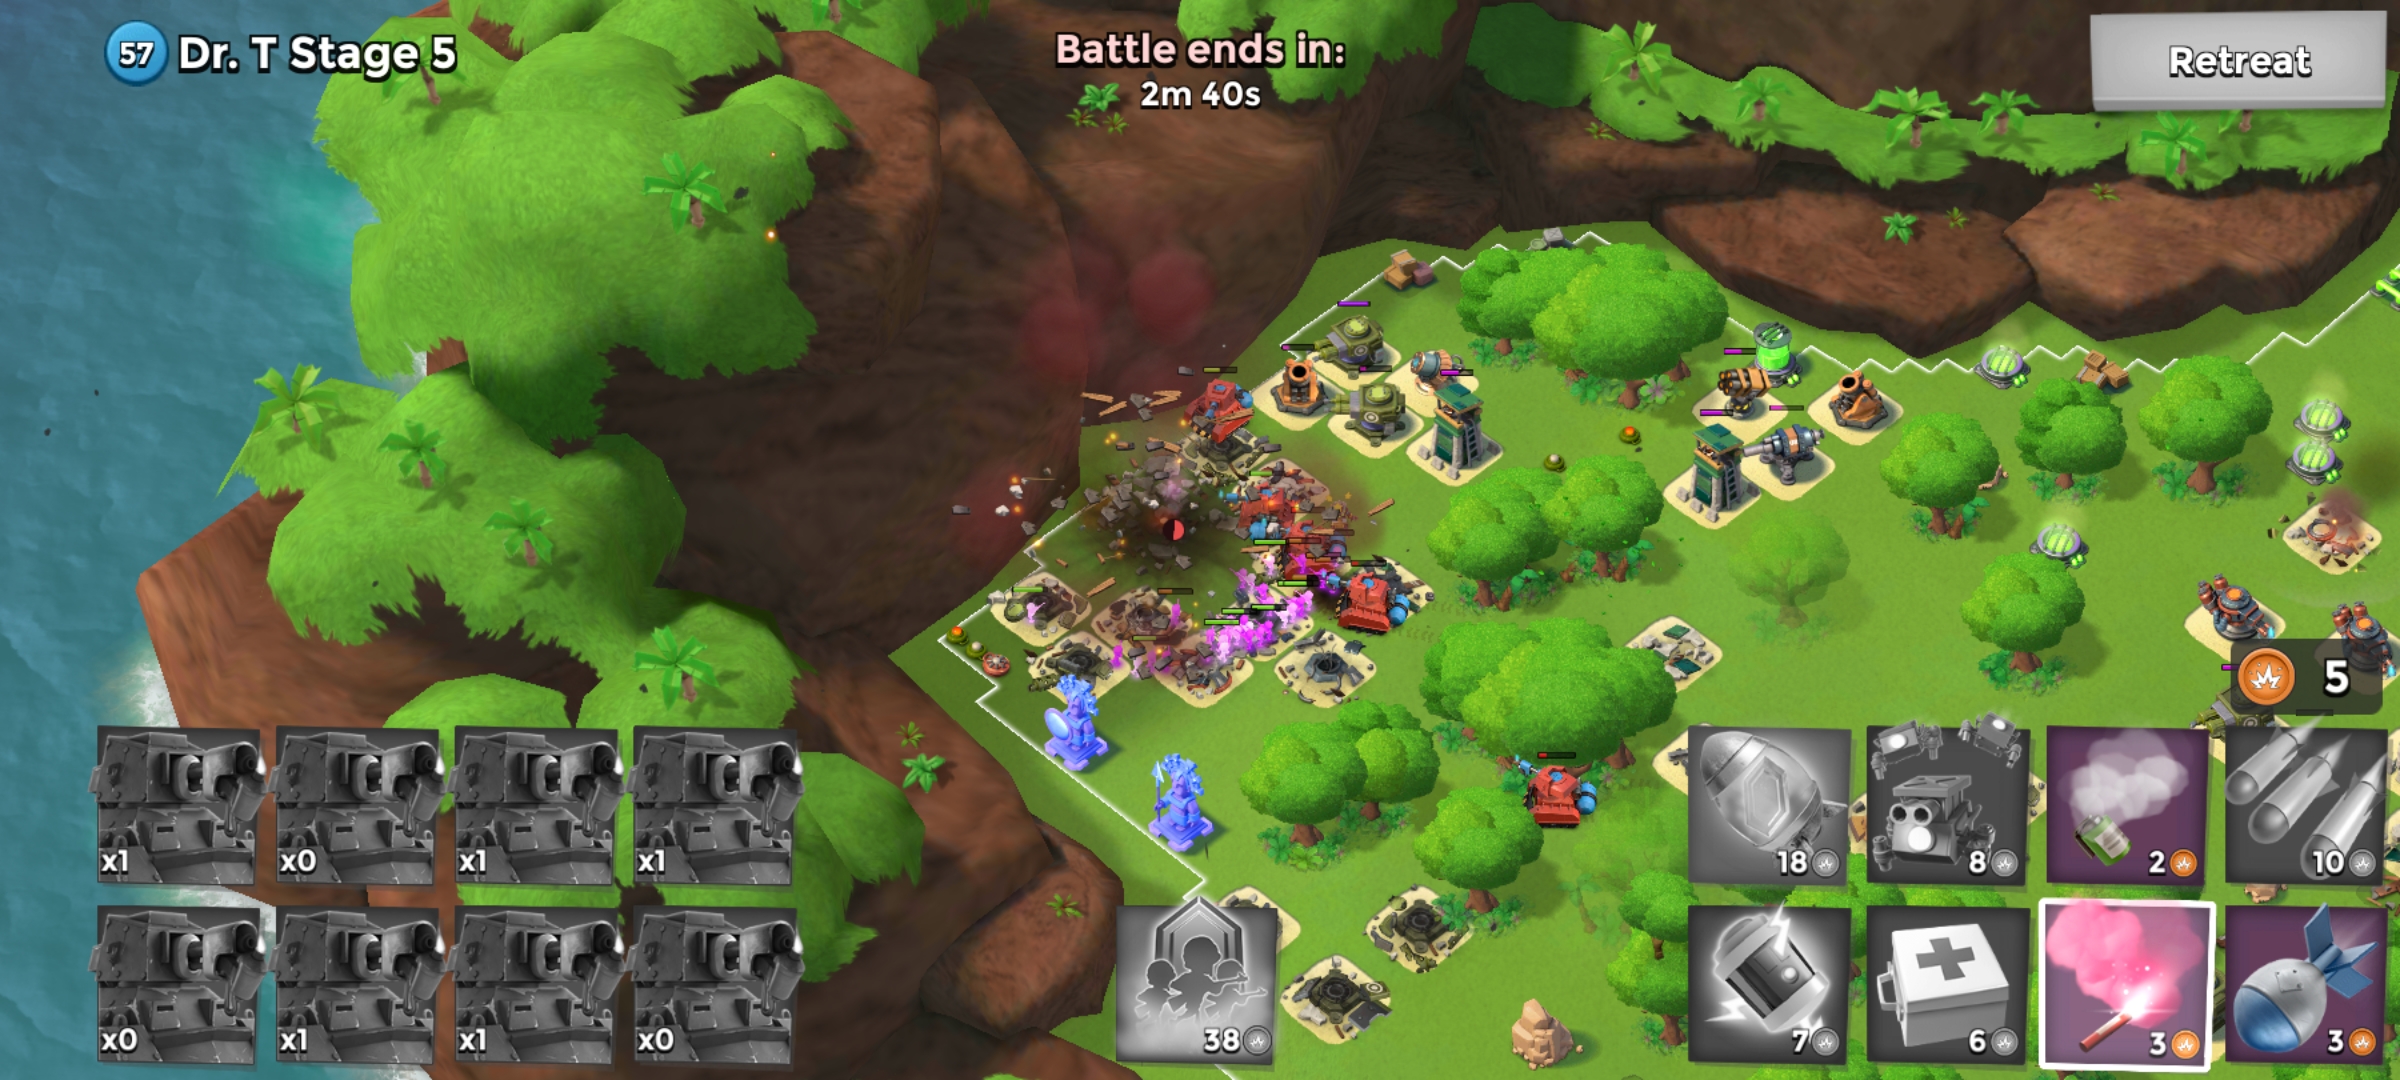 57 Dr. T Stage 5
Battle ends in:
2m 40s
Retreat
5
x1
x0
x1
x1
18
8
2
10
x0
x1
x1
x0
38
7
6
3
3